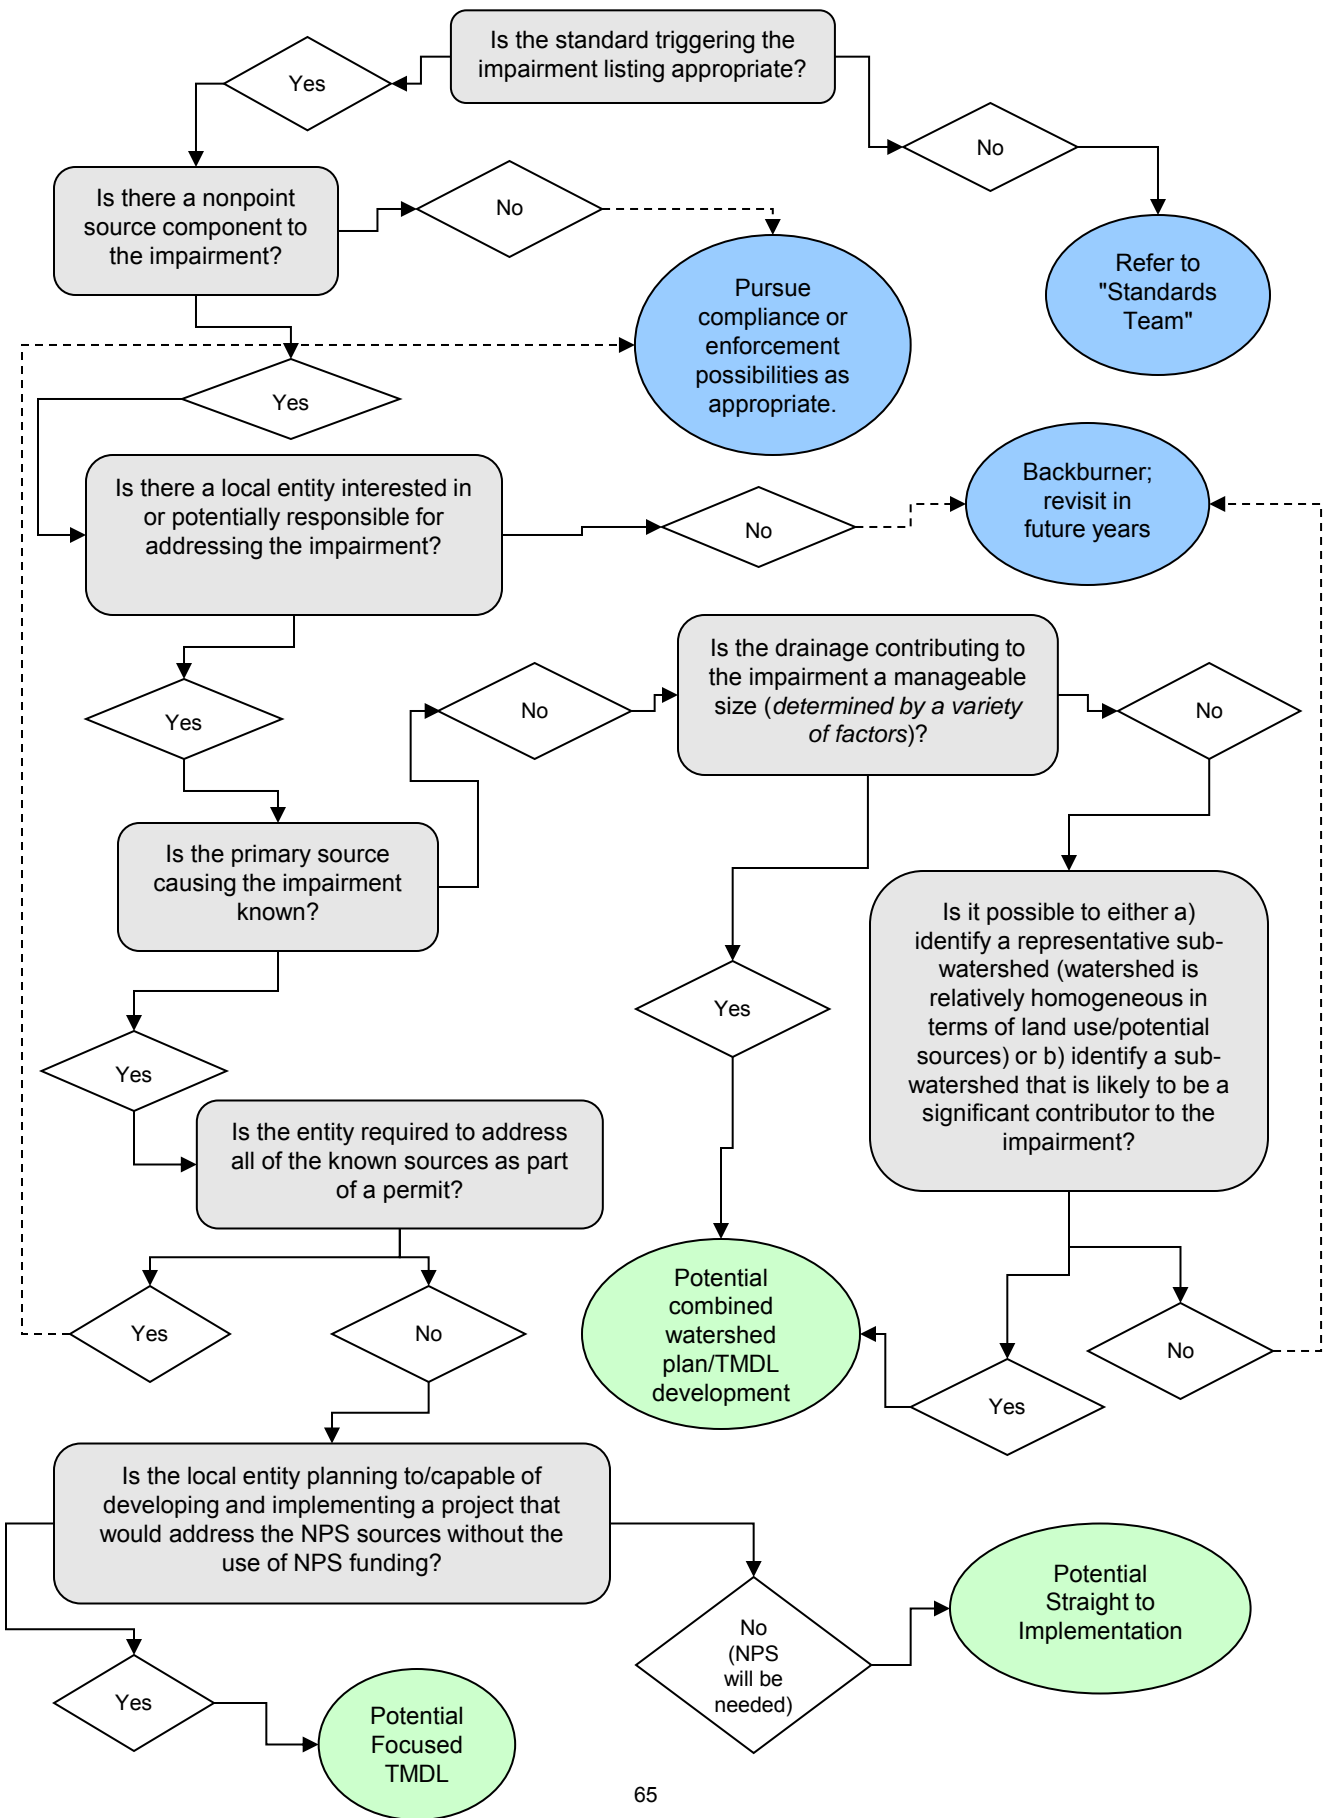 Is the standard triggering the
impairment listing appropriate?
Yes
No
Is there a nonpoint
source component to
the impairment?
No
Refer to
"Standards
Team"
Pursue
compliance or
enforcement
possibilities as
appropriate.
Yes
Is there a local entity interested in
or potentially responsible for
addressing the impairment?
No
Backburner;
revisit in
future years
Yes
No
Is the drainage contributing to
the impairment a manageable
size (determined by a variety
of factors)?
No
Is the primary source
causing the impairment
known?
Yes
Is it possible to either a)
identify a representative sub-
watershed (watershed is
relatively homogeneous in
terms of land use/potential
sources) or b) identify a sub-
watershed that is likely to be a
significant contributor to the
impairment?
Yes
Is the entity required to address
all of the known sources as part
of a permit?
Yes
No
Potential
combined
watershed
plan/TMDL
development
Yes
No
Is the local entity planning to/capable of
developing and implementing a project that
would address the NPS sources without the
use of NPS funding?
Yes
Potential
Focused
TMDL
No
(NPS
will be
needed)
Potential
Straight to
Implementation
65